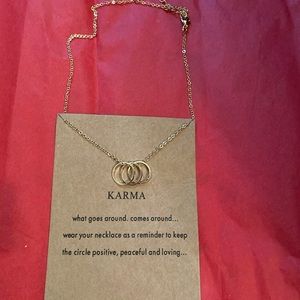 KARMA
what goes around. comes around...
wear your necklace as a reminder to keep
the circle positive, peaceful and loving...